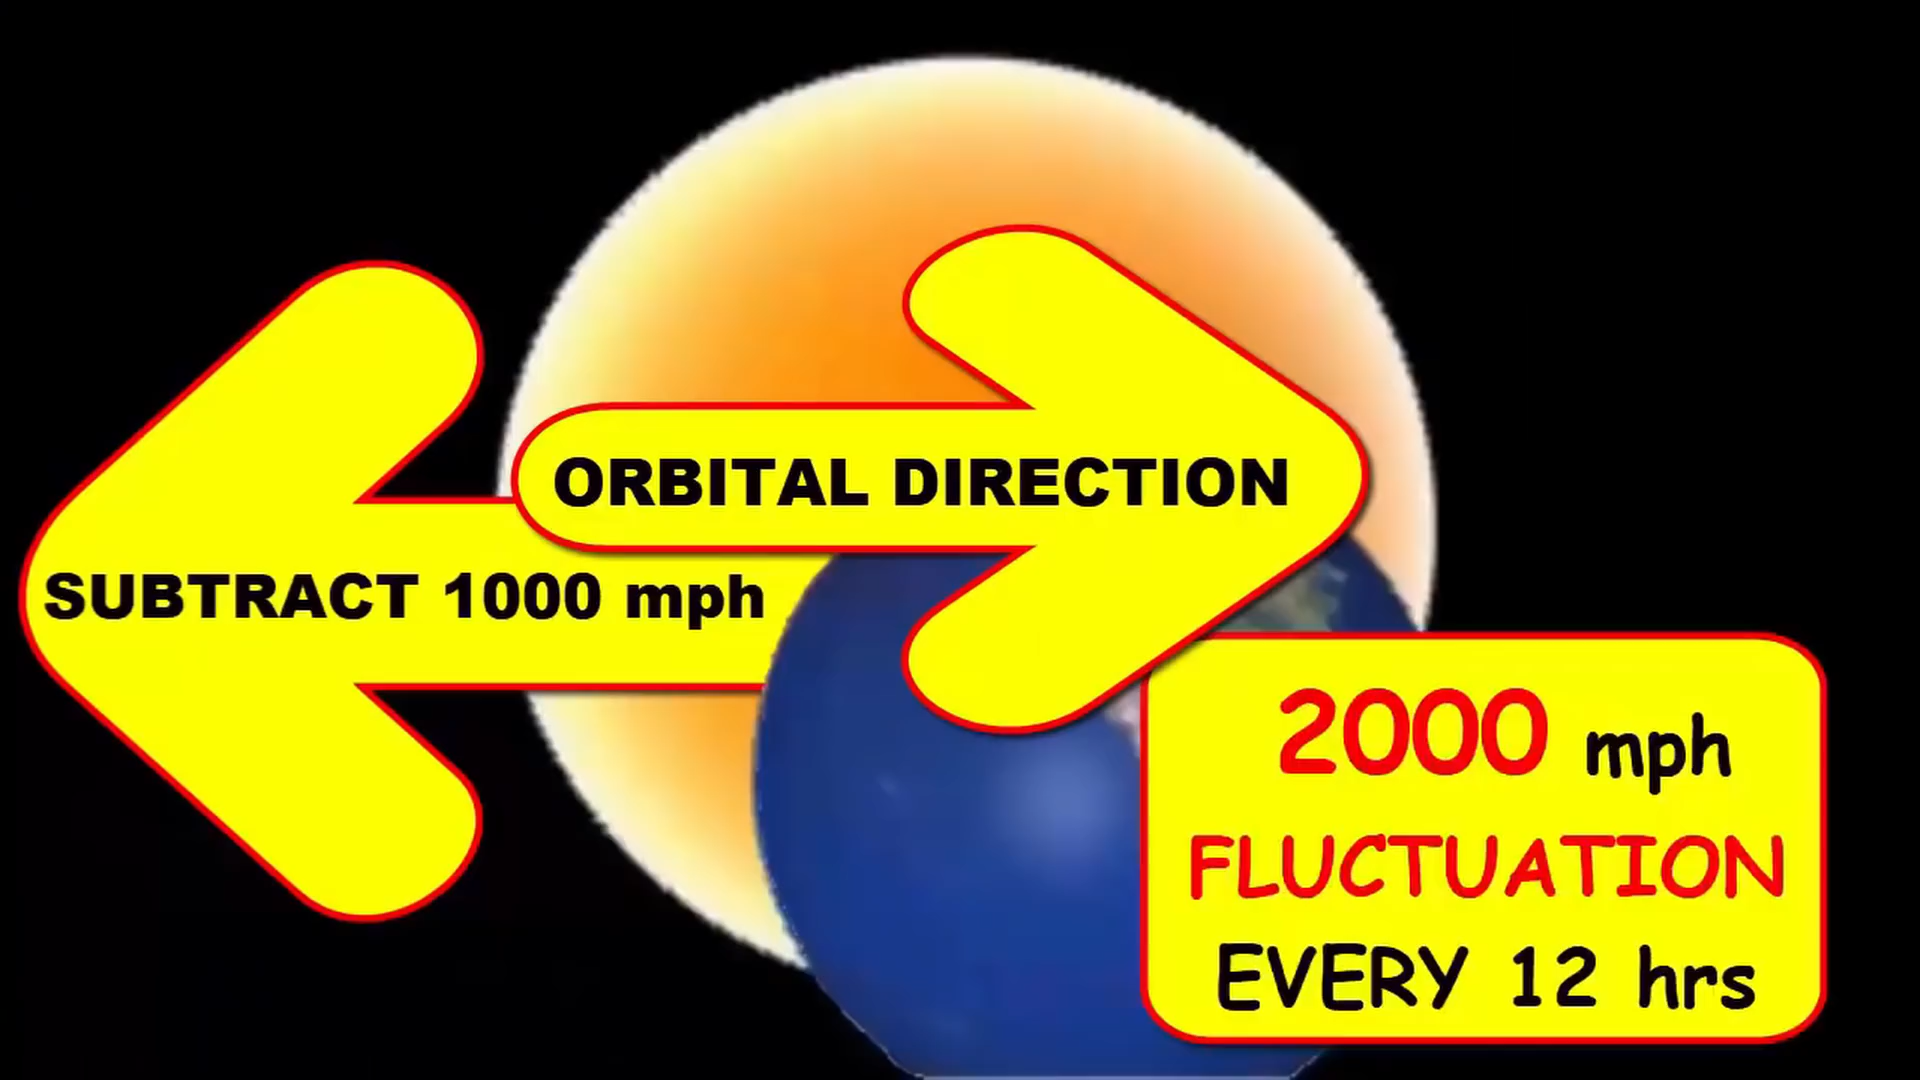 ORBITAL DIRECTION
SUBTRACT 1000 mph
2000 mph
FLUCTUATION
EVERY 12 hrs